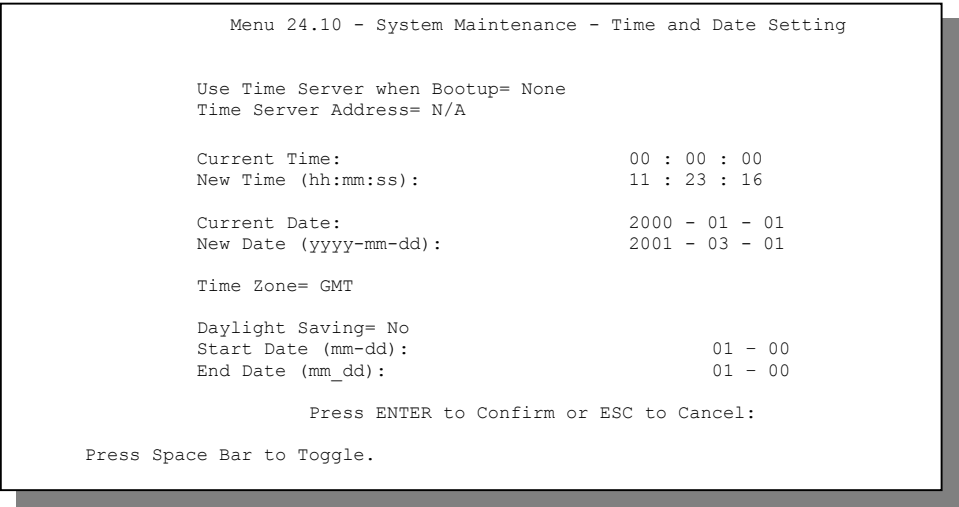 Menu 24.10 - System Maintenance - Time and Date Setting
Use Time Server when Bootup= None
Time Server Address= N/A
Current Time: 00 : 00 : 00
New Time (hh:mm:ss): 11 : 23 : 16
Current Date: 2000 - 01 - 01
New Date (yyyy-mm-dd): 2001 - 03 - 01
Time Zone= GMT
Daylight Saving= No
Start Date (mm-dd): 01 – 00
End Date (mm_dd): 01 – 00
Press ENTER to Confirm or ESC to Cancel:
Press Space Bar to Toggle.